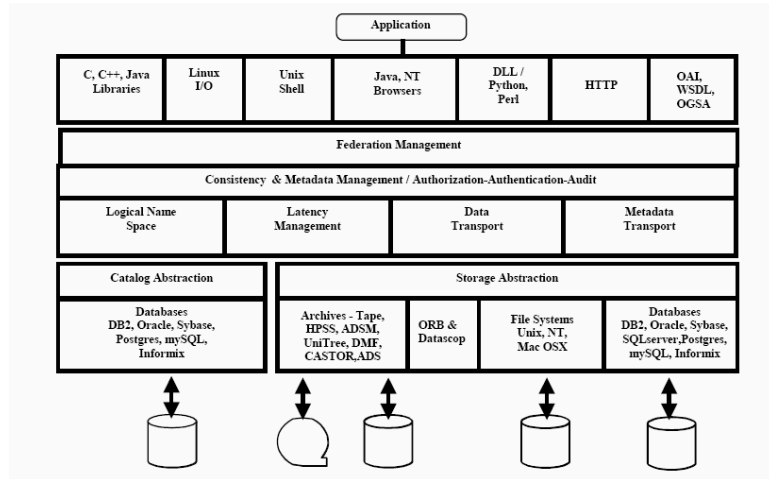 Application
C, C++, Java
Libraries
Linux
I/O
Unix
Shell
Java, NT
Browsers
DLL /
Python,
Perl
HTTP
OAI,
WSDL,
OGSA
Federation Management
Consistency & Metadata Management / Authorization-Authentication-Audit
Logical Name
Space
Latency
Management
Data
Transport
Metadata
Transport
Catalog Abstraction
Storage Abstraction
Databases
DB2, Oracle, Sybase,
Postgres, mySQL,
Informix
Archives - Tape,
HPSS, ADSM,
UniTree, DMF,
CASTOR,ADS
ORB &
Datascop
File Systems
Unix, NT,
Mac OSX
Databases
DB2, Oracle, Sybase,
SQLserver,Postgres,
mySQL, Informix